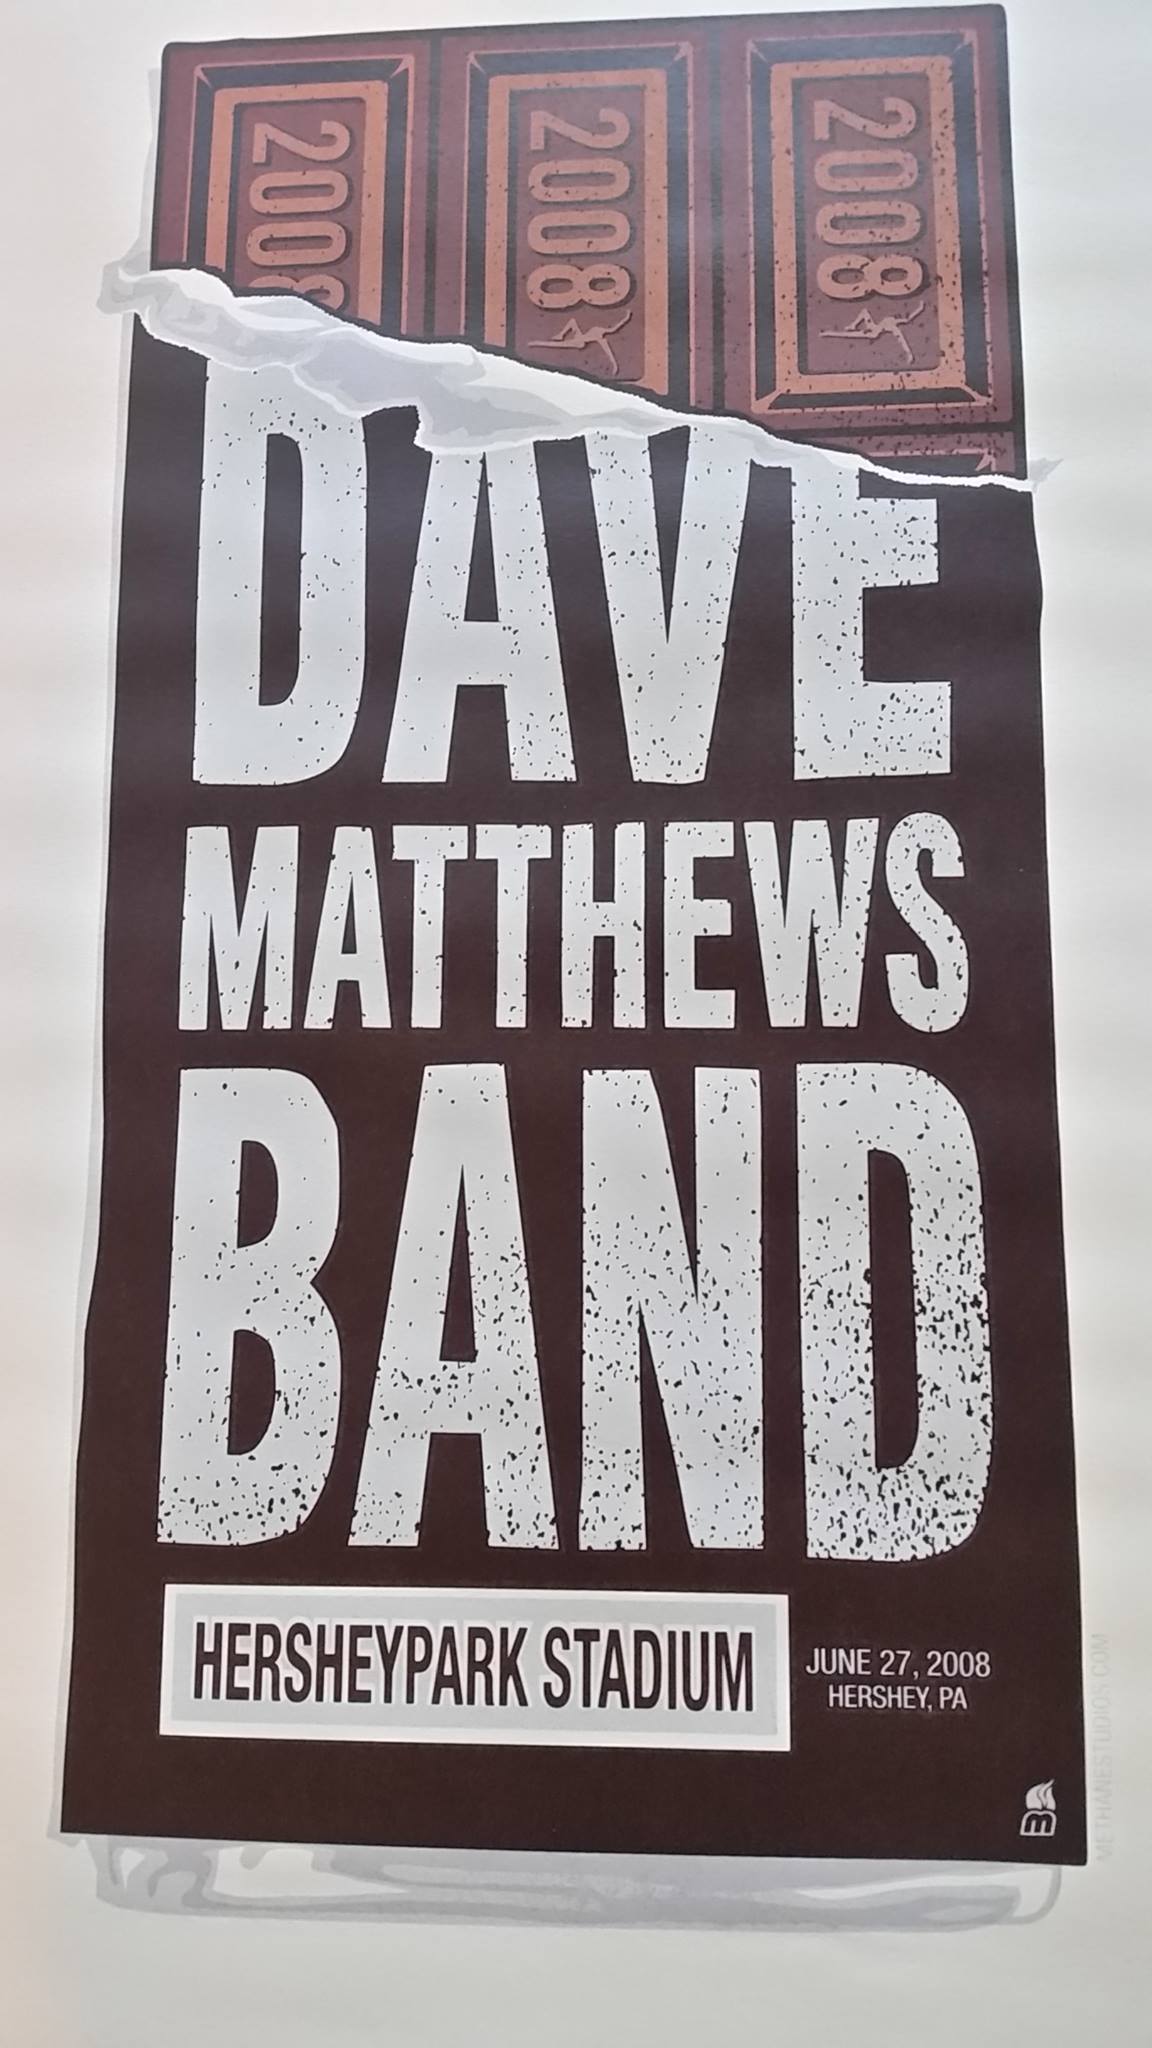 2008
2008
2008
DAVE
MATTHEWS
BAND
HERSHEYPARK STADIUM
JUNE 27, 2008
HERSHEY, PA
m
METHANESTUDIOS.COM